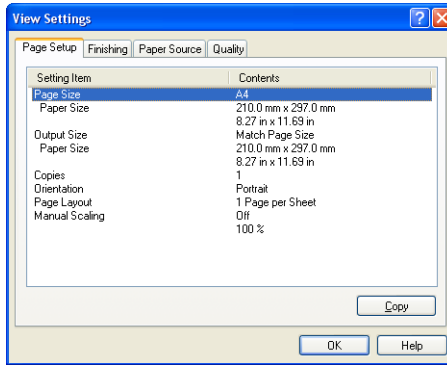 View Settings
Page Setup Finishing Paper Source Quality
Setting Item Contents
Page Size A4
Paper Size 210.0 mm x 297.0 mm
8.27 in x 11.69 in
Output Size Match Page Size
Paper Size 210.0 mm x 297.0 mm
8.27 in x 11.69 in
Copies 1
Orientation Portrait
Page Layout 1 Page per Sheet
Manual Scaling Off
100 %
Copy
OK Help